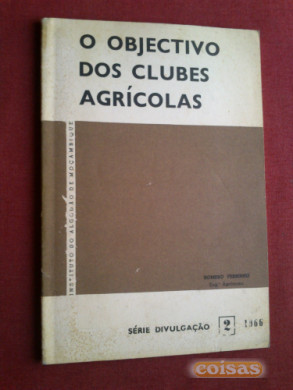 O OBJECTIVO
DOS CLUBES
AGRÍCOLAS
INSTITUTO DO ALGODÃO DE MOÇAMBIQUE
SÉRIE DIVULGAÇÃO 2 1966
coisas